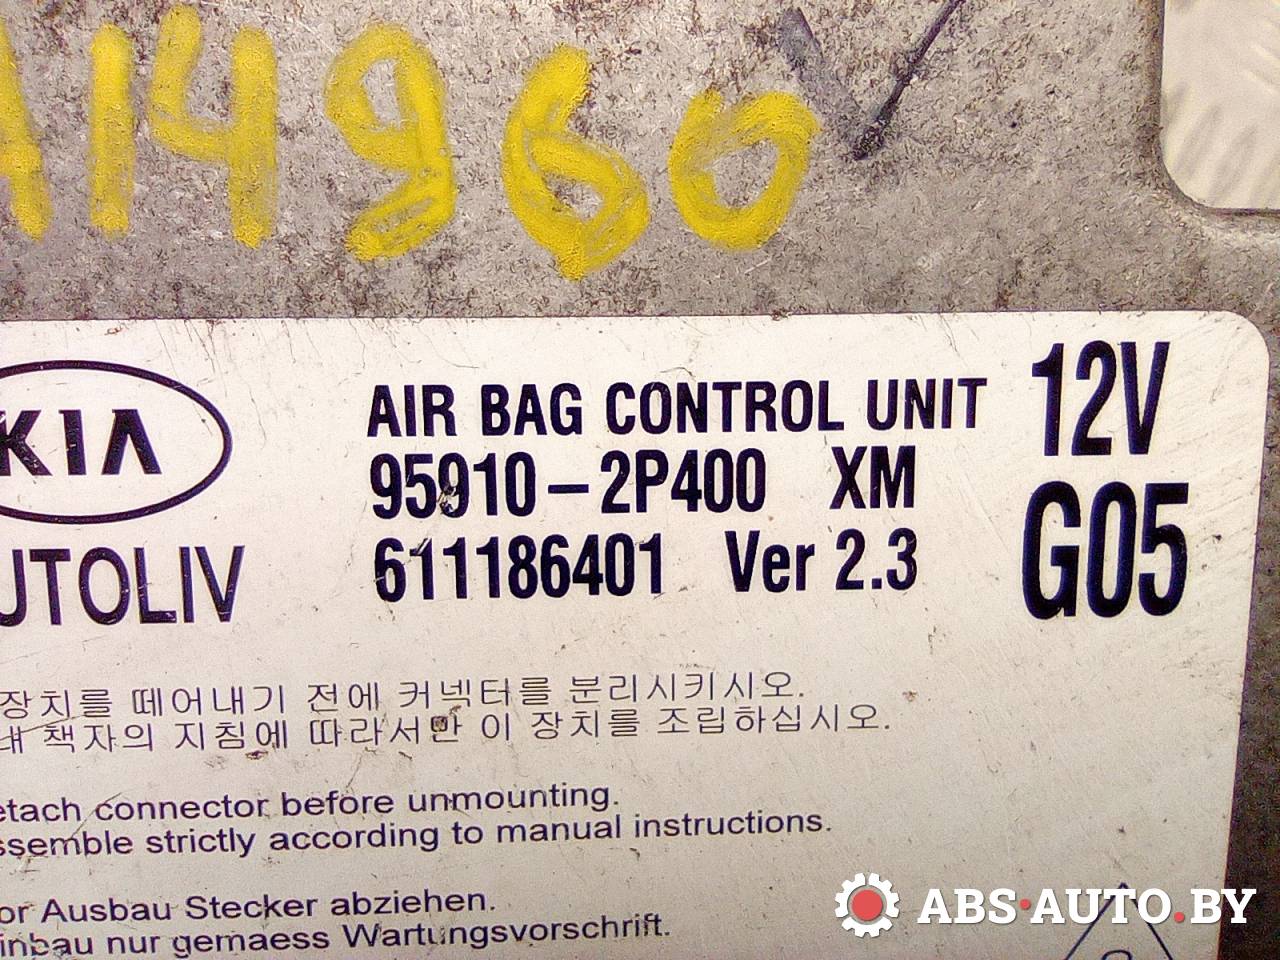 A14960 V
KIA
AIR BAG CONTROL UNIT 12V
95910-2P400 XM
611186401 Ver 2.3 G05
UTOLIV
장치를 떼어내기 전에 커넥터를 분리시키시오.
내 책자의 지침에 따라서만 이 장치를 조립하십시오.
etach connector before unmounting.
ssemble strictly according to manual instructions.
or Ausbau Stecker abziehen.
inbau nur gemaess Wartungsvorschrift.
ABS·AUTO.BY